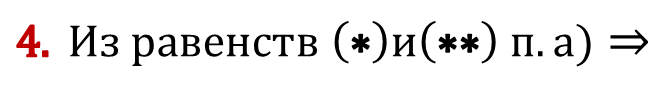 4. Из равенств (*)и(**) п. а) ⇒